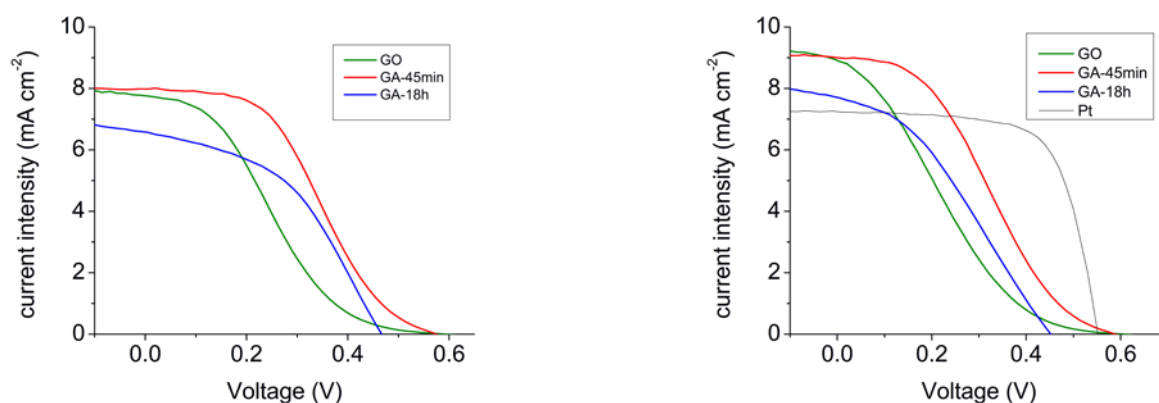 current intensity (mA cm-2)
10
8
6
4
2
0
GO
GA-45min
GA-18h
0.0
0.2
0.4
0.6
Voltage (V)
current intensity (mA cm-2)
10
8
6
4
2
0
GO
GA-45min
GA-18h
Pt
0.0
0.2
0.4
0.6
Voltage (V)